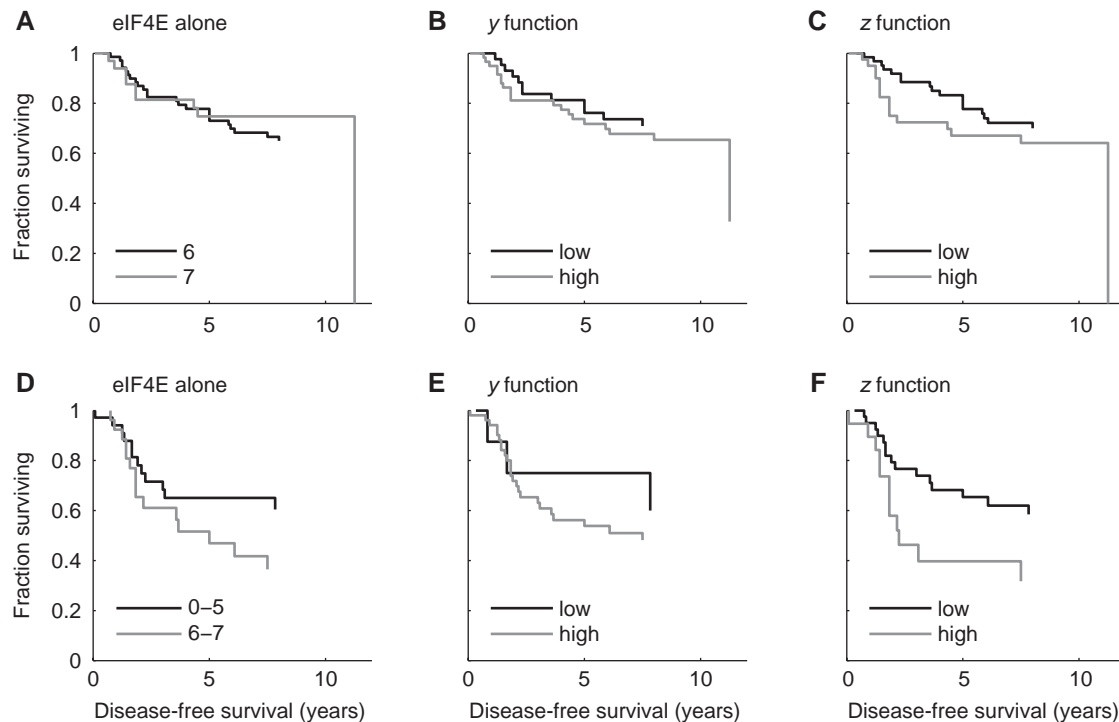 A eIF4E alone
B y function
C z function
Fraction surviving
1
0.8
0.6
0.4
0.2
0
6
7
low
high
low
high
0 5 10
0 5 10
0 5 10
D eIF4E alone
E y function
F z function
Fraction surviving
1
0.8
0.6
0.4
0.2
0
0–5
6–7
low
high
low
high
0 5 10
0 5 10
0 5 10
Disease-free survival (years)
Disease-free survival (years)
Disease-free survival (years)